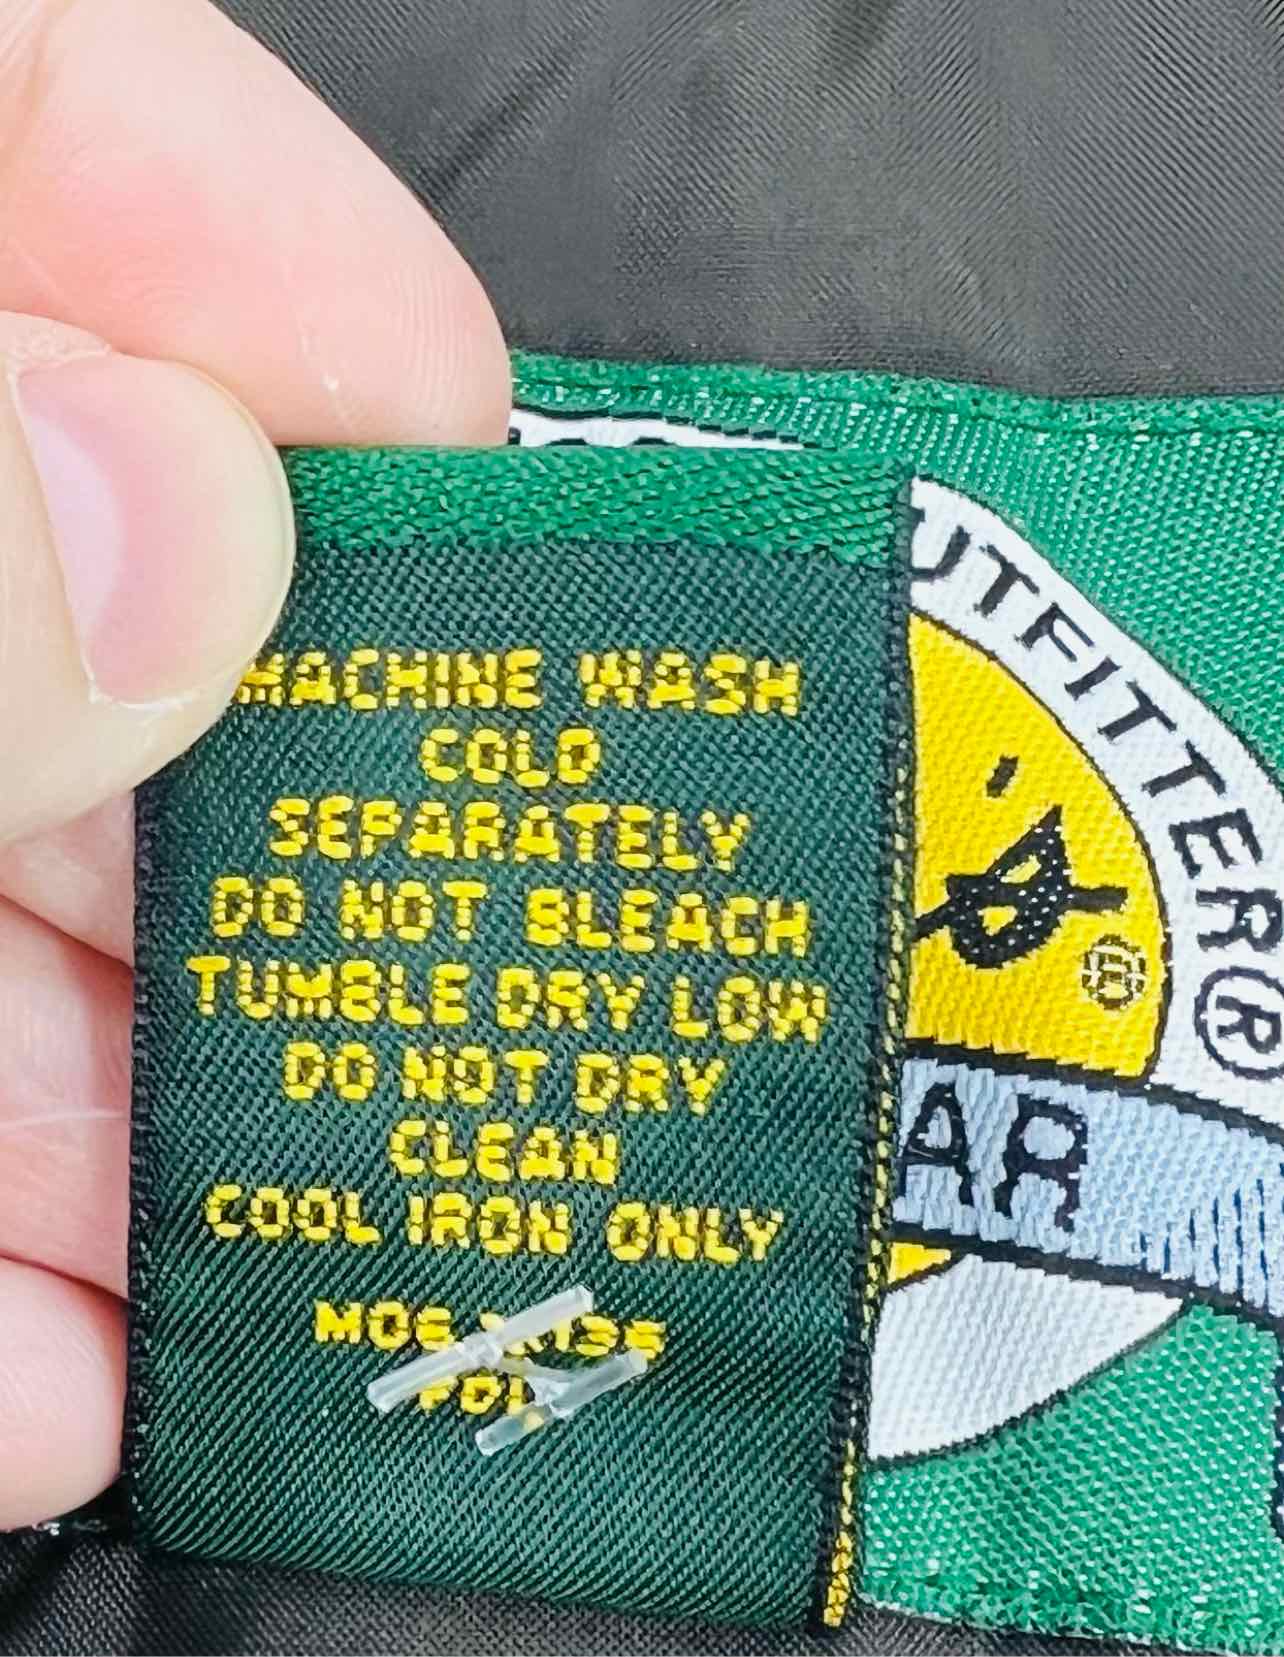 MACHINE WASH
COLD
SEPARATELY
DO NOT BLEACH
TUMBLE DRY LOW
DO NOT DRY
CLEAN
COOL IRON ONLY
UTFITTER®
®
AR